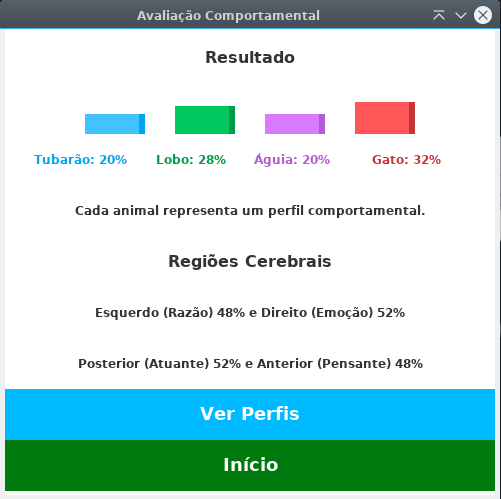 Avaliação Comportamental
Resultado
Tubarão: 20% Lobo: 28% Águia: 20% Gato: 32%
Cada animal representa um perfil comportamental.
Regiões Cerebrais
Esquerdo (Razão) 48% e Direito (Emoção) 52%
Posterior (Atuante) 52% e Anterior (Pensante) 48%
Ver Perfis
Início